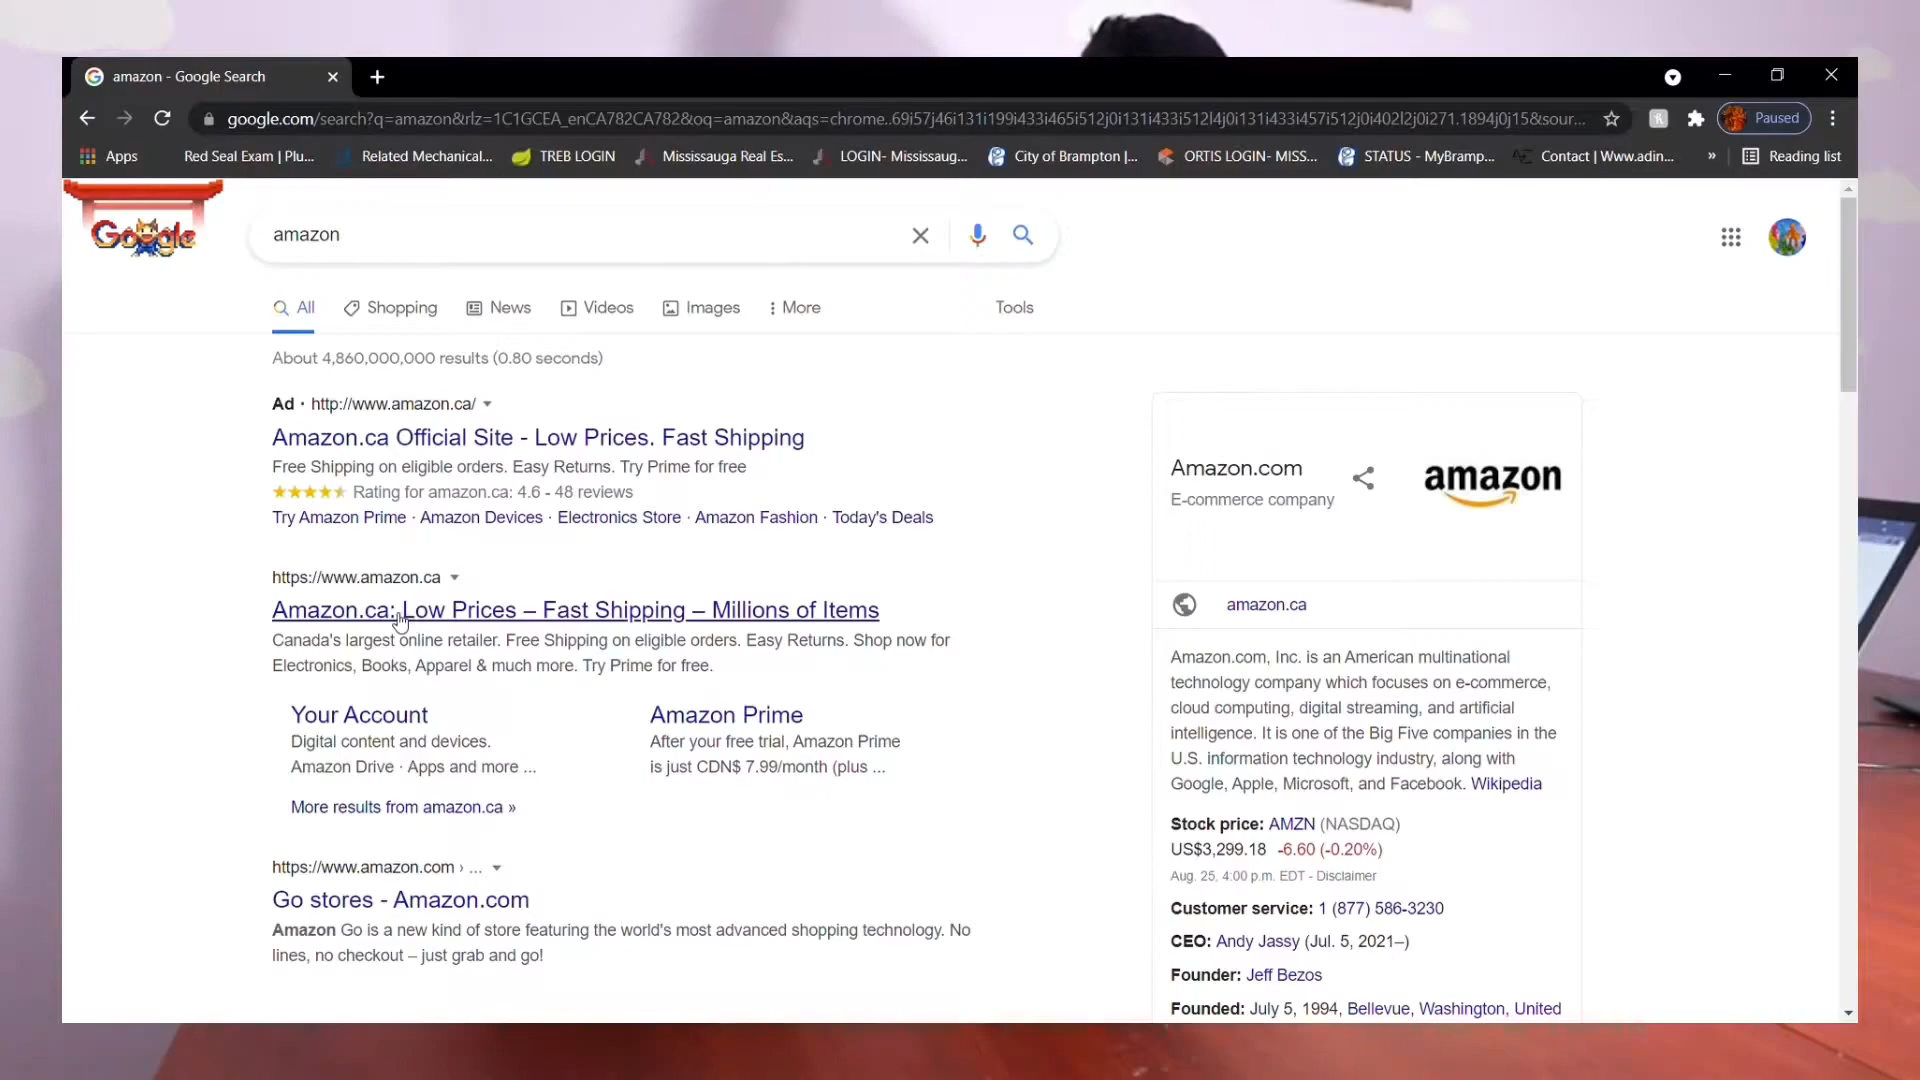 amazon - Google Search
google.com/search?q=amazon&rlz=1C1GCEA_enCA782CA782&oq=amazon&aqs=chrome..69i57j46i131i199i433i465i512j0i131i433i512l4j0i131i433i457i512j0i402l2j0i271.1894j0j15&sour...
Paused
Apps
Red Seal Exam | Plu...
Related Mechanical...
TREB LOGIN
Mississauga Real Es...
LOGIN- Mississaug...
City of Brampton |...
ORTIS LOGIN- MISS...
STATUS - MyBramp...
Contact | Www.adin...
»
Reading list
Google
amazon
All
Shopping
News
Videos
Images
More
Tools
About 4,860,000,000 results (0.80 seconds)
Ad · http://www.amazon.ca/
Amazon.ca Official Site - Low Prices. Fast Shipping
Free Shipping on eligible orders. Easy Returns. Try Prime for free
Rating for amazon.ca: 4.6 - 48 reviews
Try Amazon Prime · Amazon Devices · Electronics Store · Amazon Fashion · Today's Deals
https://www.amazon.ca
Amazon.ca: Low Prices – Fast Shipping – Millions of Items
Canada's largest online retailer. Free Shipping on eligible orders. Easy Returns. Shop now for
Electronics, Books, Apparel & much more. Try Prime for free.
Your Account
Digital content and devices.
Amazon Drive · Apps and more ...
Amazon Prime
After your free trial, Amazon Prime
is just CDN$ 7.99/month (plus ...
More results from amazon.ca »
https://www.amazon.com › ...
Go stores - Amazon.com
Amazon Go is a new kind of store featuring the world's most advanced shopping technology. No
lines, no checkout – just grab and go!
Amazon.com
E-commerce company
amazon
amazon.ca
Amazon.com, Inc. is an American multinational
technology company which focuses on e-commerce,
cloud computing, digital streaming, and artificial
intelligence. It is one of the Big Five companies in the
U.S. information technology industry, along with
Google, Apple, Microsoft, and Facebook. Wikipedia
Stock price: AMZN (NASDAQ)
US$3,299.18 -6.60 (-0.20%)
Aug. 25, 4:00 p.m. EDT - Disclaimer
Customer service: 1 (877) 586-3230
CEO: Andy Jassy (Jul. 5, 2021–)
Founder: Jeff Bezos
Founded: July 5, 1994, Bellevue, Washington, United